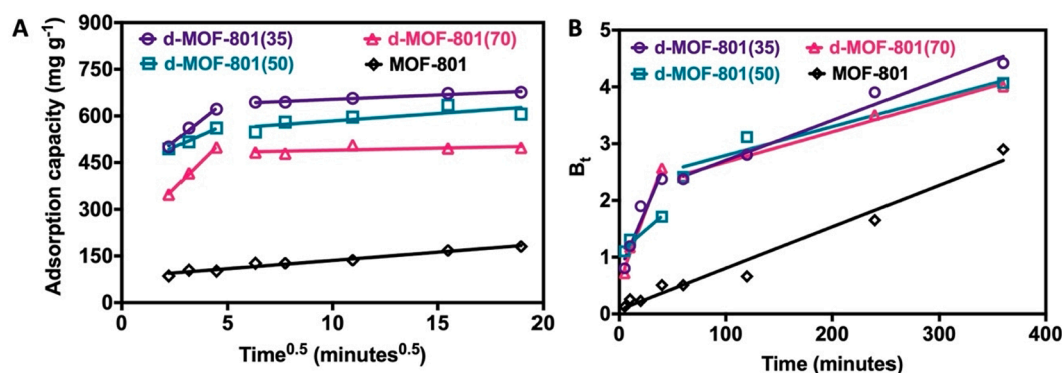 A
Adsorption capacity (mg g⁻¹)
900
750
600
450
300
150
0
d-MOF-801(35)
d-MOF-801(70)
d-MOF-801(50)
MOF-801
0 5 10 15 20
Time⁰·⁵ (minutes⁰·⁵)
B
Bₜ
5
4
3
2
1
0
d-MOF-801(35)
d-MOF-801(70)
d-MOF-801(50)
MOF-801
0 100 200 300 400
Time (minutes)